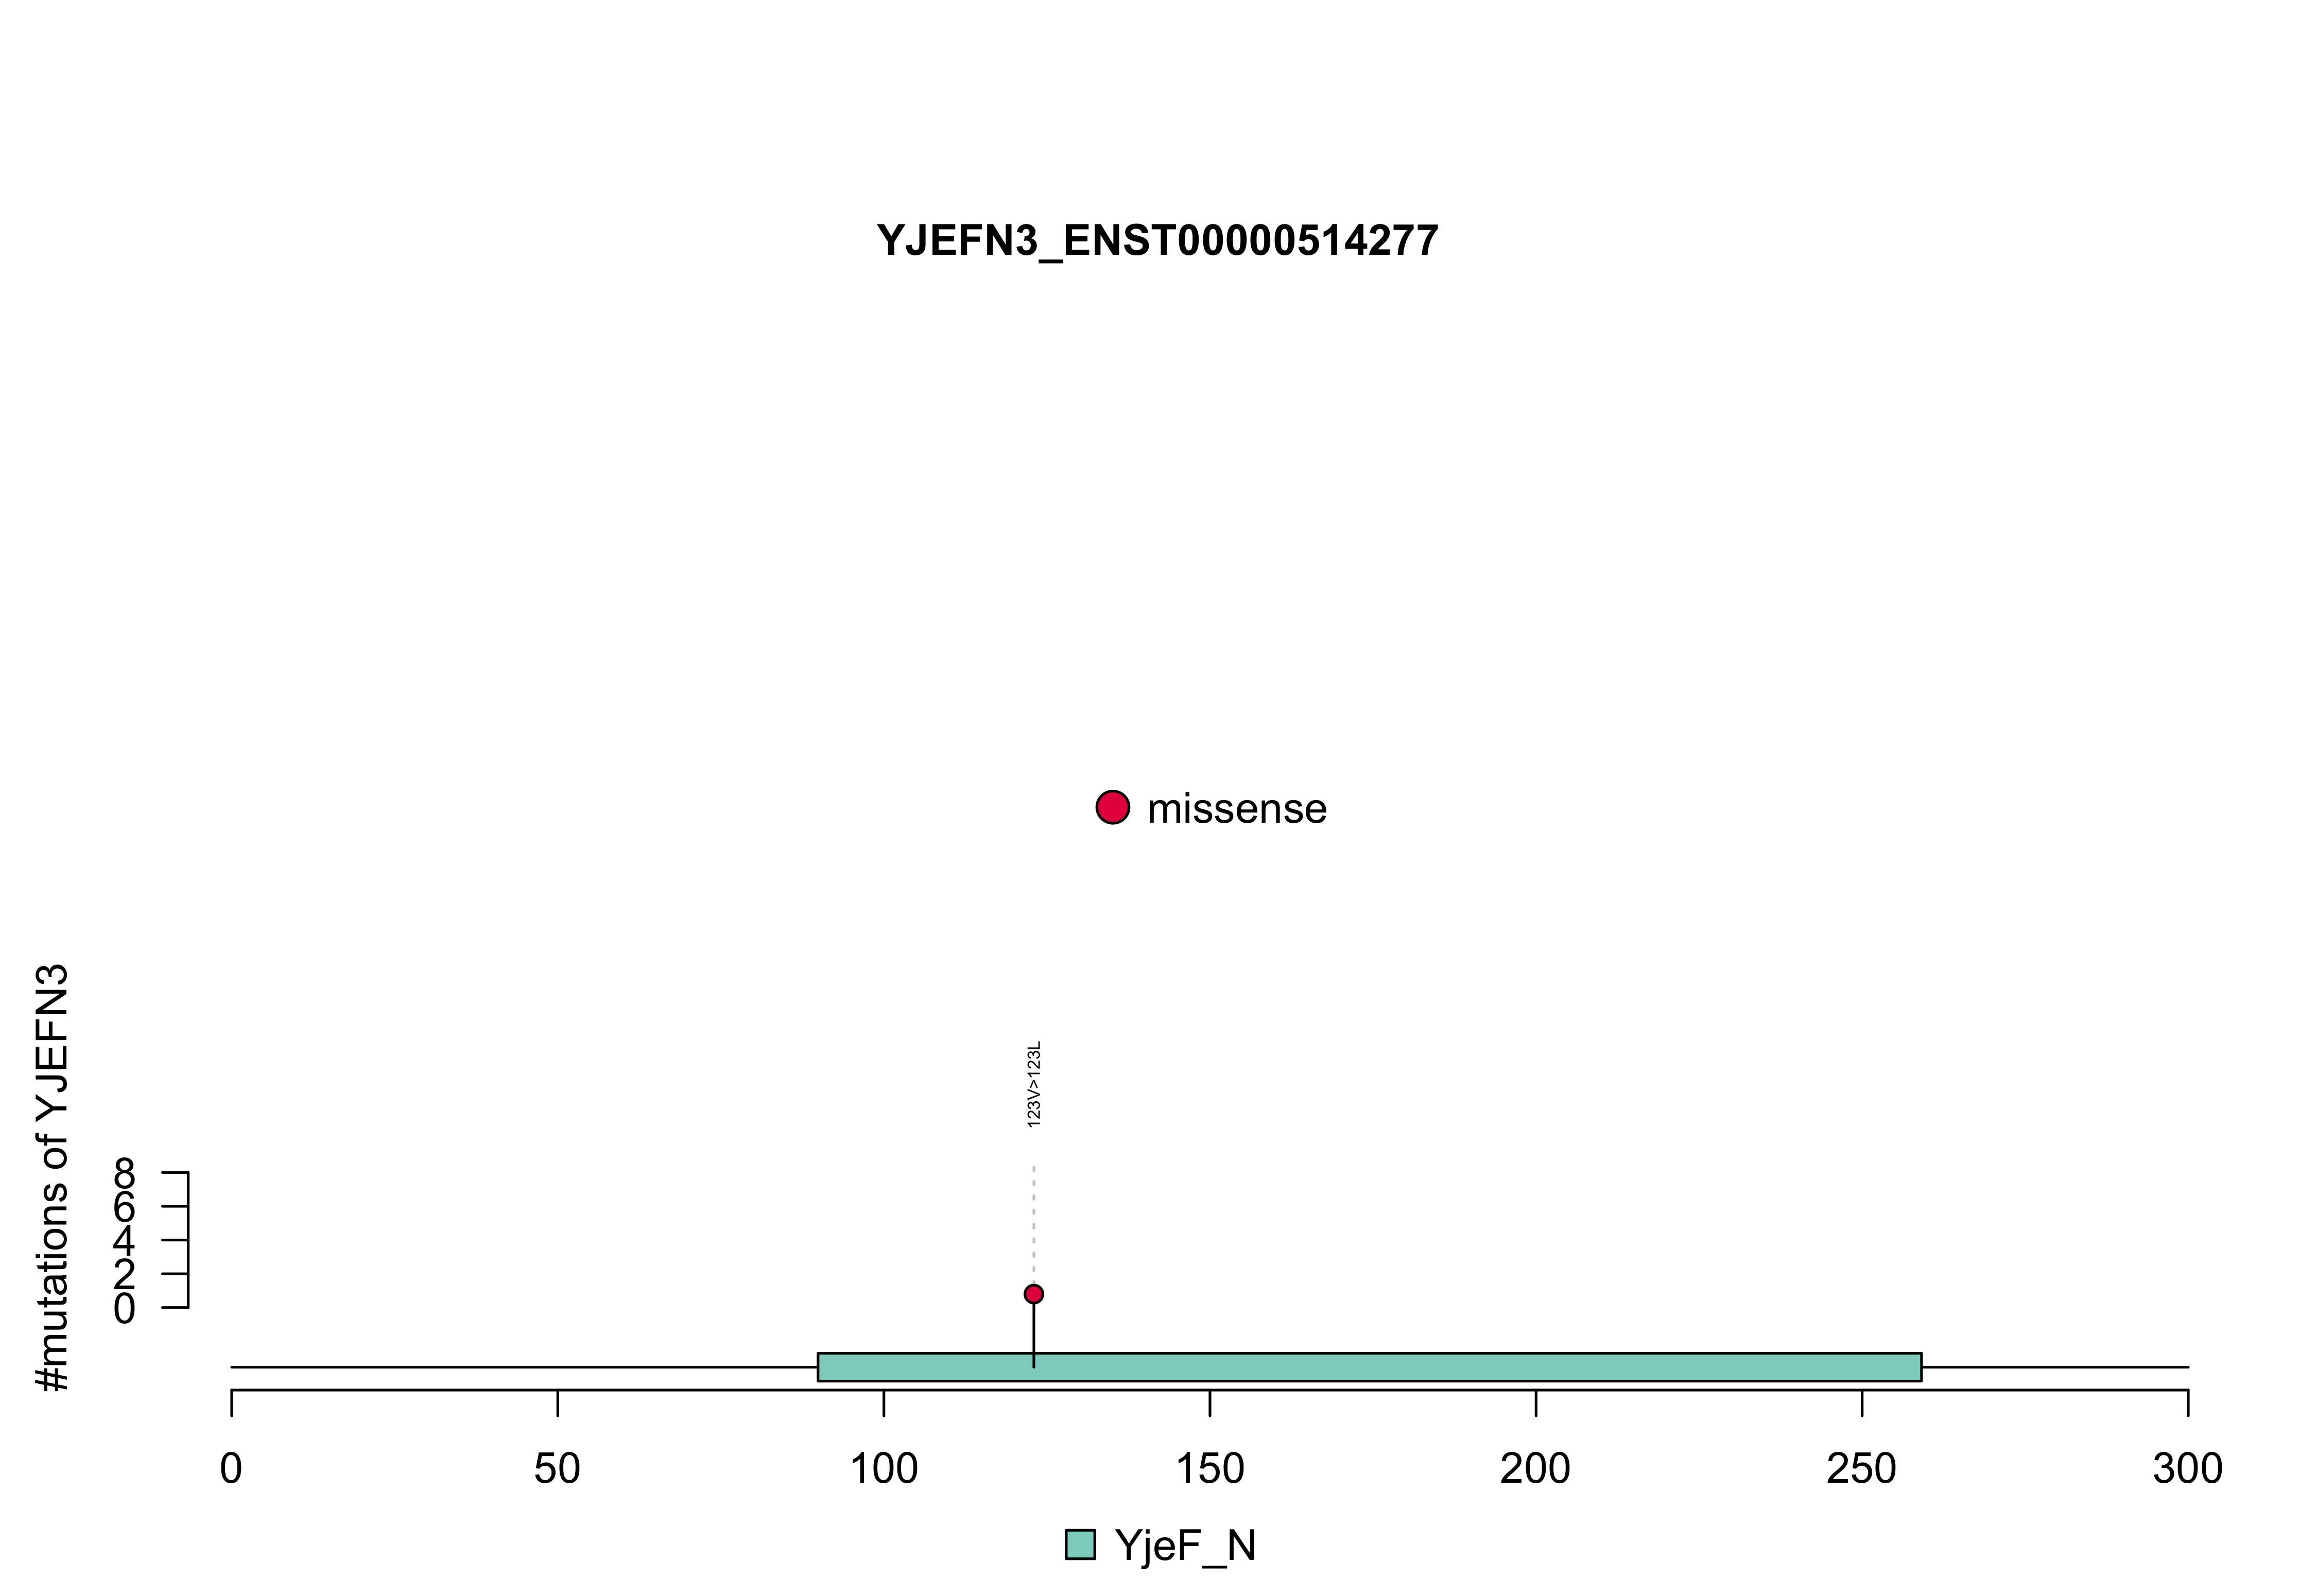 YJEFN3_ENST00000514277
missense
#mutations of YJEFN3
123V>123L
8
6
4
2
0
0 50 100 150 200 250 300
YjeF_N